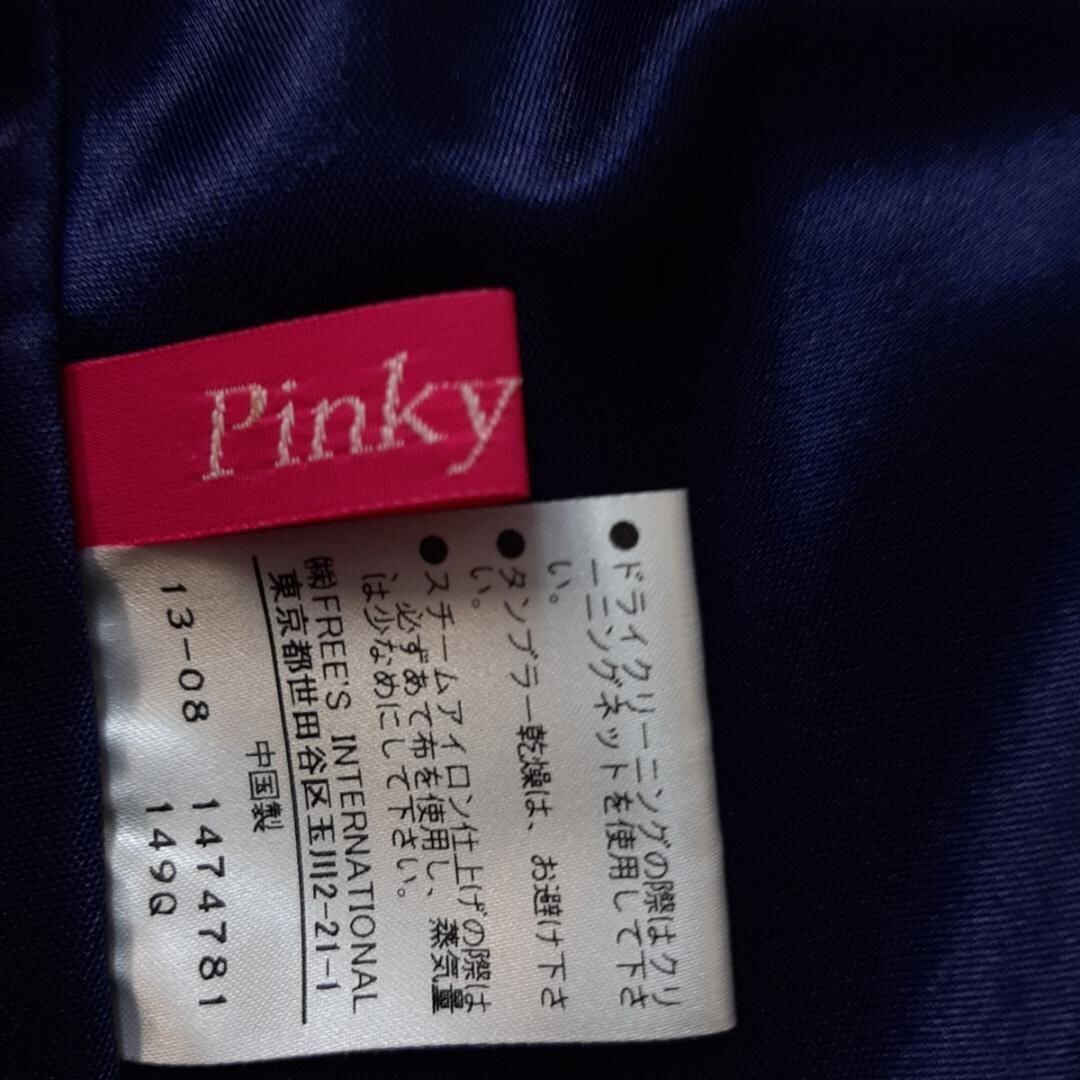 Pinky
●ドライクリーニングの際はクリ
ーニングネットを使用して下さ
い。
●タンブラー乾燥は、お避け下さ
い。
●スチームアイロン仕上げの際は
必ずあて布を使用し、蒸気量
は少なめにして下さい。
㈱FREE'S INTERNATIONAL
東京都世田谷区玉川2-21-1
中国製
13-08 1474781
149Q